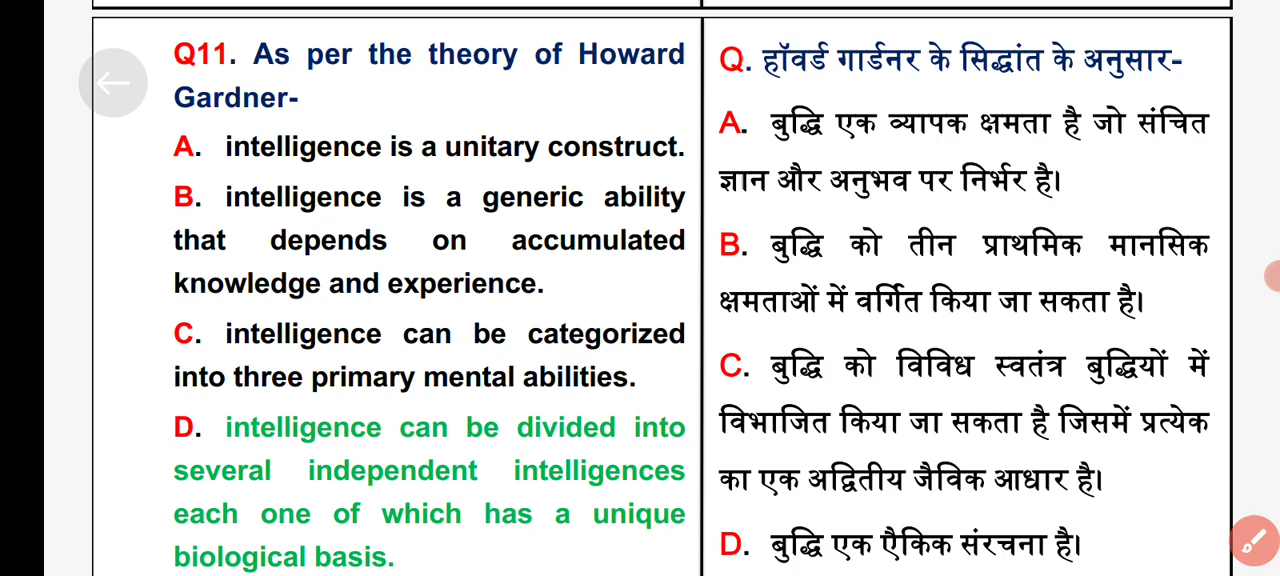 Q11. As per the theory of Howard
Gardner-
A. intelligence is a unitary construct.
B. intelligence is a generic ability
that depends on accumulated
knowledge and experience.
C. intelligence can be categorized
into three primary mental abilities.
D. intelligence can be divided into
several independent intelligences
each one of which has a unique
biological basis.
Q. हॉवर्ड गार्डनर के सिद्धांत के अनुसार-
A. बुद्धि एक व्यापक क्षमता है जो संचित
ज्ञान और अनुभव पर निर्भर है।
B. बुद्धि को तीन प्राथमिक मानसिक
क्षमताओं में वर्गित किया जा सकता है।
C. बुद्धि को विविध स्वतंत्र बुद्धियों में
विभाजित किया जा सकता है जिसमें प्रत्येक
का एक अद्वितीय जैविक आधार है।
D. बुद्धि एक ऐकिक संरचना है।